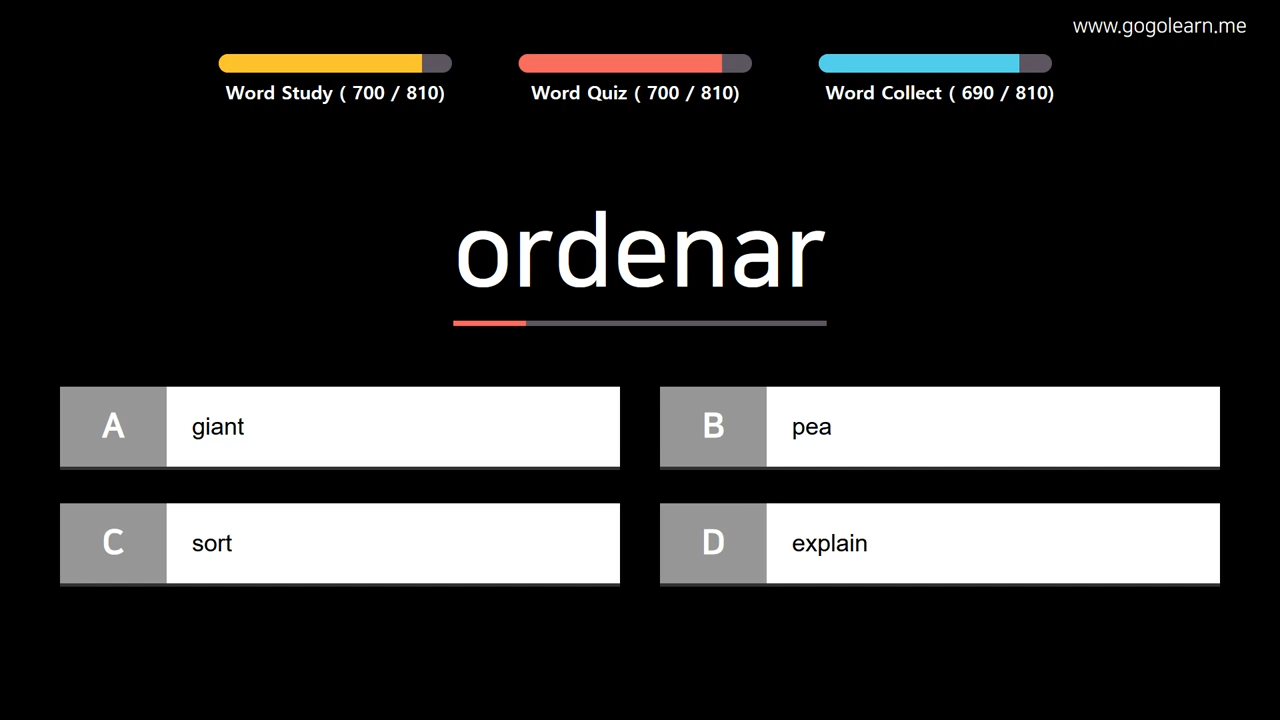 www.gogolearn.me
Word Study ( 700 / 810)
Word Quiz ( 700 / 810)
Word Collect ( 690 / 810)
ordenar
A giant
B pea
C sort
D explain